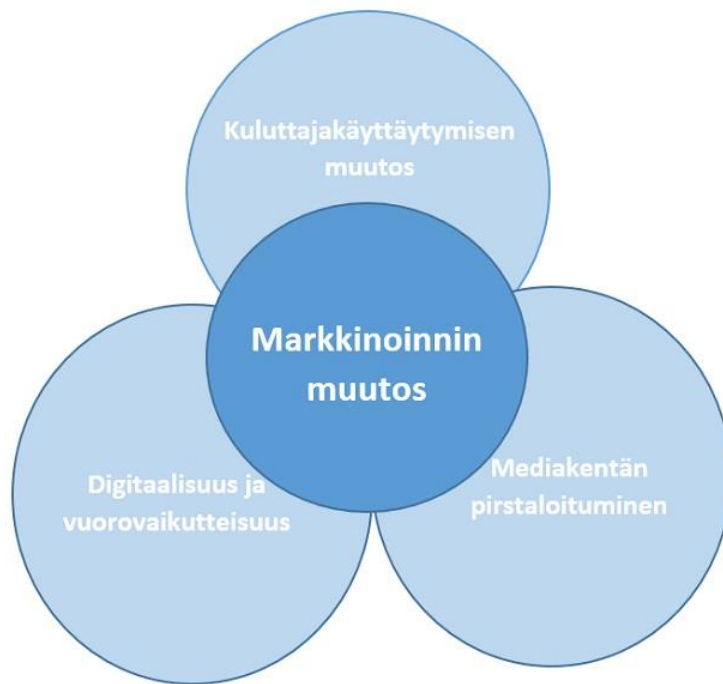 Kuluttajakäyttäytymisen
muutos
Markkinoinnin
muutos
Digitaalisuus ja
vuorovaikutteisuus
Mediakentän
pirstaloituminen